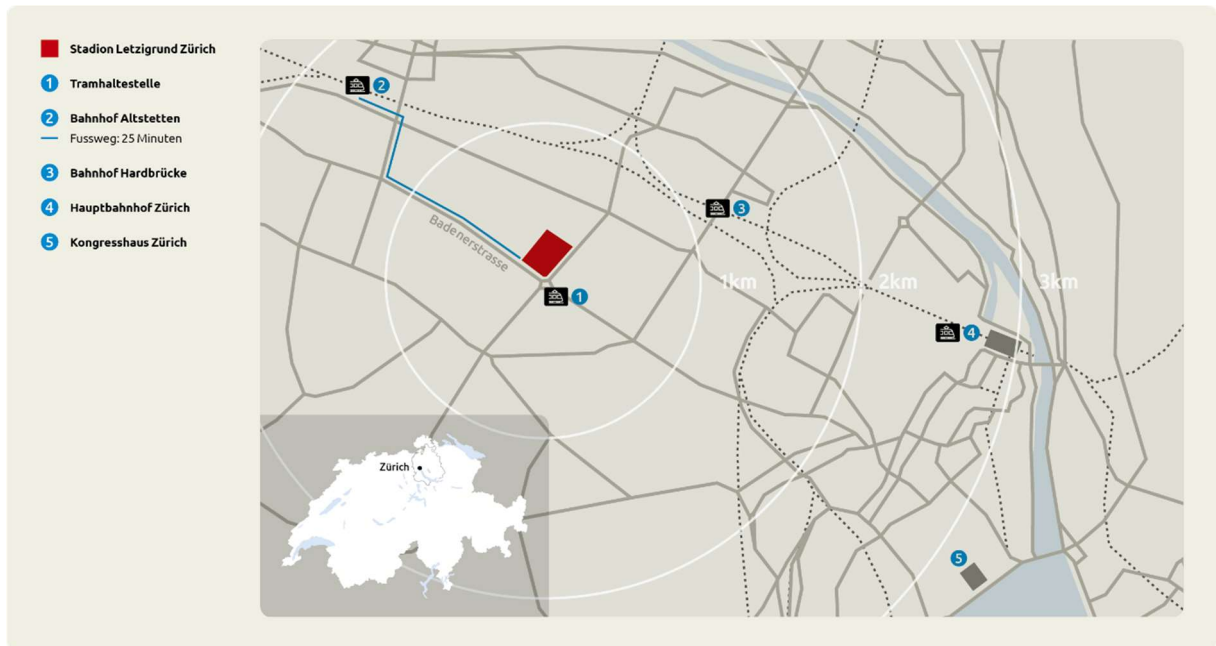 Stadion Letzigrund Zürich
1 Tramhaltestelle
2 Bahnhof Altstetten
Fussweg: 25 Minuten
3 Bahnhof Hardbrücke
4 Hauptbahnhof Zürich
5 Kongresshaus Zürich
2
3
Badenerstrasse
1km
2km
3km
1
4
Zürich
5